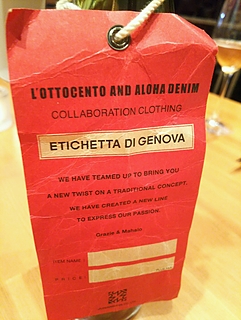 L'OTTOCENTO AND ALOHA DENIM
COLLABORATION CLOTHING
ETICHETTA DI GENOVA
WE HAVE TEAMED UP TO BRING YOU
A NEW TWIST ON A TRADITIONAL CONCEPT.
WE HAVE CREATED A NEW LINE
TO EXPRESS OUR PASSION.
Grazie & Mahalo
ITEM NAME
PRICE